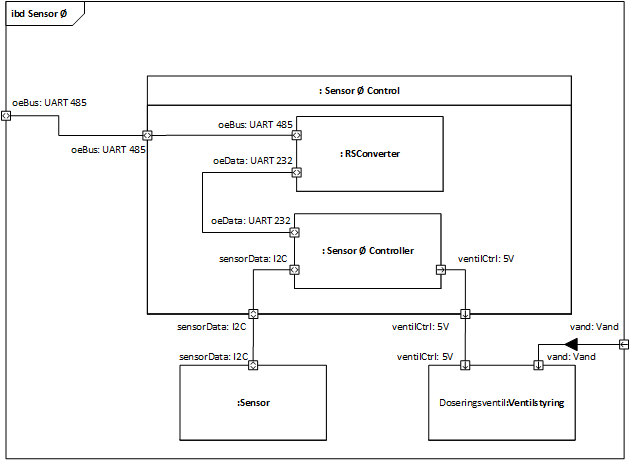 ibd Sensor Ø
: Sensor Ø Control
oeBus: UART 485
oeBus: UART 485
oeBus: UART 485
: RSConverter
oeData: UART 232
oeData: UART 232
: Sensor Ø Controller
sensorData: I2C
ventilCtrl: 5V
sensorData: I2C
ventilCtrl: 5V
vand: Vand
sensorData: I2C
ventilCtrl: 5V
vand: Vand
:Sensor
Doseringsventil:Ventilstyring